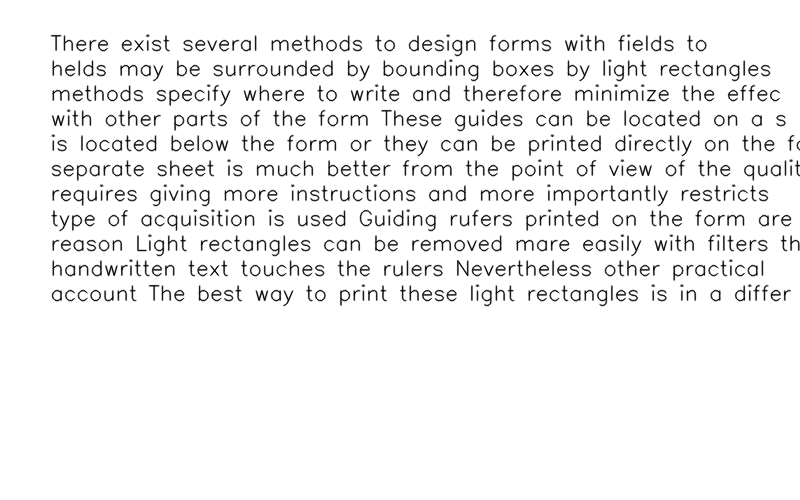 There exist several methods to design forms with fields to
helds may be surrounded by bounding boxes by light rectangles
methods specify where to write and therefore minimize the effec
with other parts of the form These guides can be located on a s
is located below the form or they can be printed directly on the fo
separate sheet is much better from the point of view of the qualit
requires giving more instructions and more importantly restricts
type of acquisition is used Guiding rufers printed on the form are
reason Light rectangles can be removed mare easily with filters th
handwritten text touches the rulers Nevertheless other practical
account The best way to print these light rectangles is in a differ